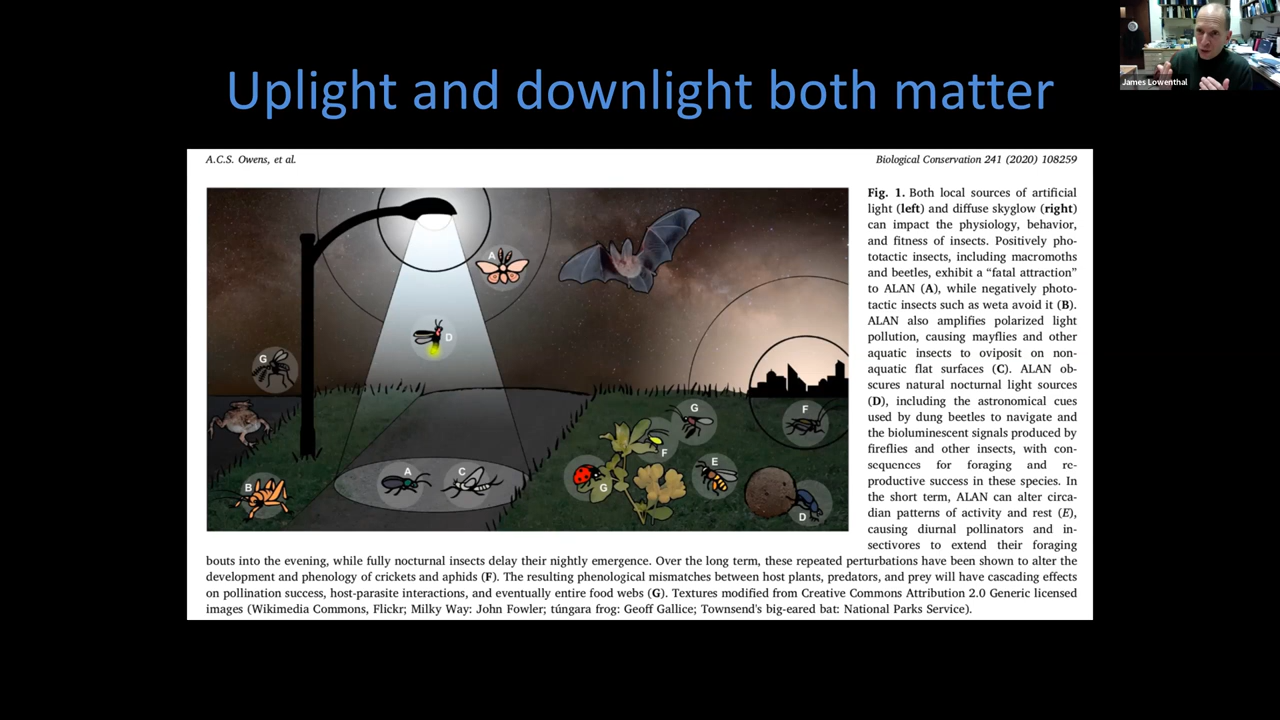 Uplight and downlight both matter
James Lowenthal
A.C.S. Owens, et al.
Biological Conservation 241 (2020) 108259
A
D
G
B
A
C
G
F
F
E
G
D
Fig. 1. Both local sources of artificial
light (left) and diffuse skyglow (right)
can impact the physiology, behavior,
and fitness of insects. Positively pho-
totactic insects, including macromoths
and beetles, exhibit a “fatal attraction”
to ALAN (A), while negatively photo-
tactic insects such as weta avoid it (B).
ALAN also amplifies polarized light
pollution, causing mayflies and other
aquatic insects to oviposit on non-
aquatic flat surfaces (C). ALAN ob-
scures natural nocturnal light sources
(D), including the astronomical cues
used by dung beetles to navigate and
the bioluminescent signals produced by
fireflies and other insects, with con-
sequences for foraging and re-
productive success in these species. In
the short term, ALAN can alter circa-
dian patterns of activity and rest (E),
causing diurnal pollinators and in-
sectivores to extend their foraging
bouts into the evening, while fully nocturnal insects delay their nightly emergence. Over the long term, these repeated perturbations have been shown to alter the
development and phenology of crickets and aphids (F). The resulting phenological mismatches between host plants, predators, and prey will have cascading effects
on pollination success, host-parasite interactions, and eventually entire food webs (G). Textures modified from Creative Commons Attribution 2.0 Generic licensed
images (Wikimedia Commons, Flickr; Milky Way: John Fowler; túngara frog: Geoff Gallice; Townsend's big-eared bat: National Parks Service).